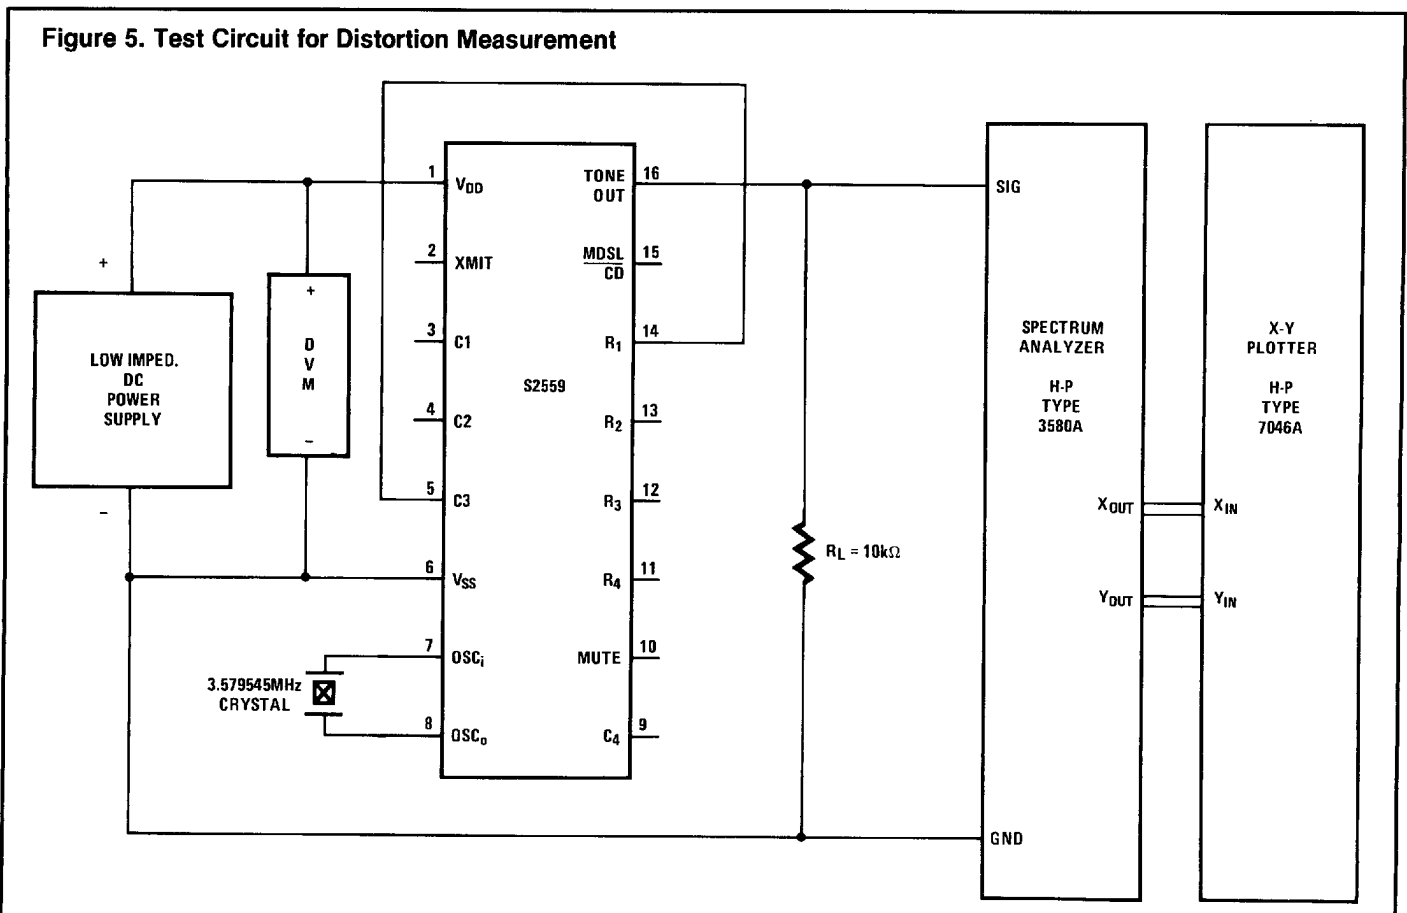 Figure 5. Test Circuit for Distortion Measurement
+
LOW IMPED.
DC
POWER
SUPPLY
−
+
D
V
M
−
1
VDD
2
XMIT
3
C1
4
C2
5
C3
6
VSS
7
OSCi
8
OSCo
3.579545MHz
CRYSTAL
S2559
TONE
OUT
16
MDSL
CD
15
R1
14
R2
13
R3
12
R4
11
MUTE
10
C4
9
RL = 10kΩ
SIG
SPECTRUM
ANALYZER
H-P
TYPE
3580A
XOUT
YOUT
GND
X-Y
PLOTTER
H-P
TYPE
7046A
XIN
YIN